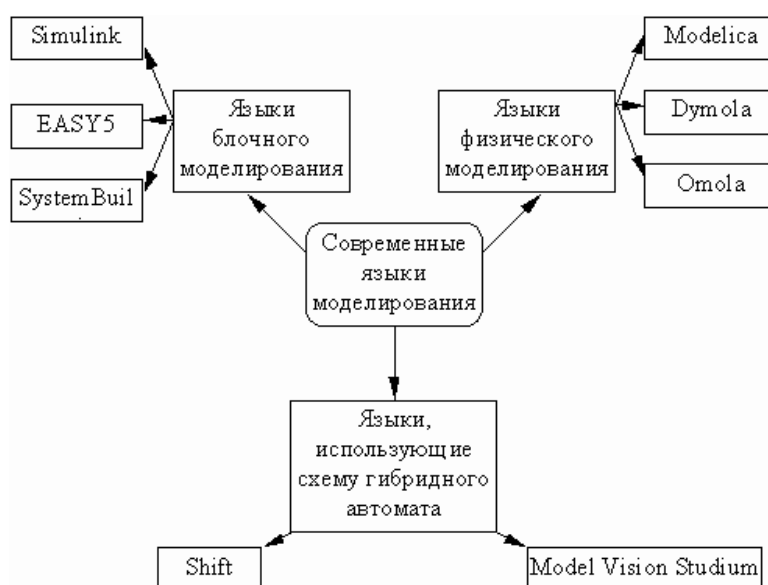 Simulink
EASY5
SystemBuil
Языки
блочного
моделирования
Языки
физического
моделирования
Modelica
Dymola
Omola
Современные
языки
моделирования
Языки,
использующие
схему гибридного
автомата
Shift
Model Vision Studium